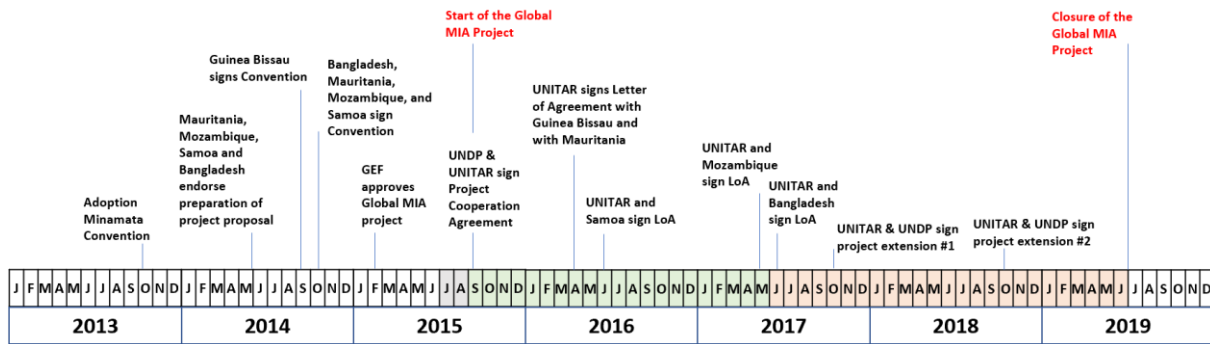 Start of the Global
MIA Project
Closure of the
Global MIA
Project
Guinea Bissau
signs Convention
Bangladesh,
Mauritania,
Mozambique, and
Samoa sign
Convention
UNITAR signs Letter
of Agreement with
Guinea Bissau and
with Mauritania
Mauritania,
Mozambique,
Samoa and
Bangladesh
endorse
preparation of
project proposal
UNDP &
UNITAR sign
Project
Cooperation
Agreement
UNITAR and
Mozambique
sign LoA
GEF
approves
Global MIA
project
UNITAR and
Bangladesh
sign LoA
Adoption
Minamata
Convention
UNITAR and
Samoa sign LoA
UNITAR & UNDP sign
project extension #1
UNITAR & UNDP sign
project extension #2
J F M A M J J A S O N D J F M A M J J A S O N D J F M A M J J A S O N D J F M A M J J A S O N D J F M A M J J A S O N D J F M A M J J A S O N D J F M A M J J A S O N D
2013 2014 2015 2016 2017 2018 2019